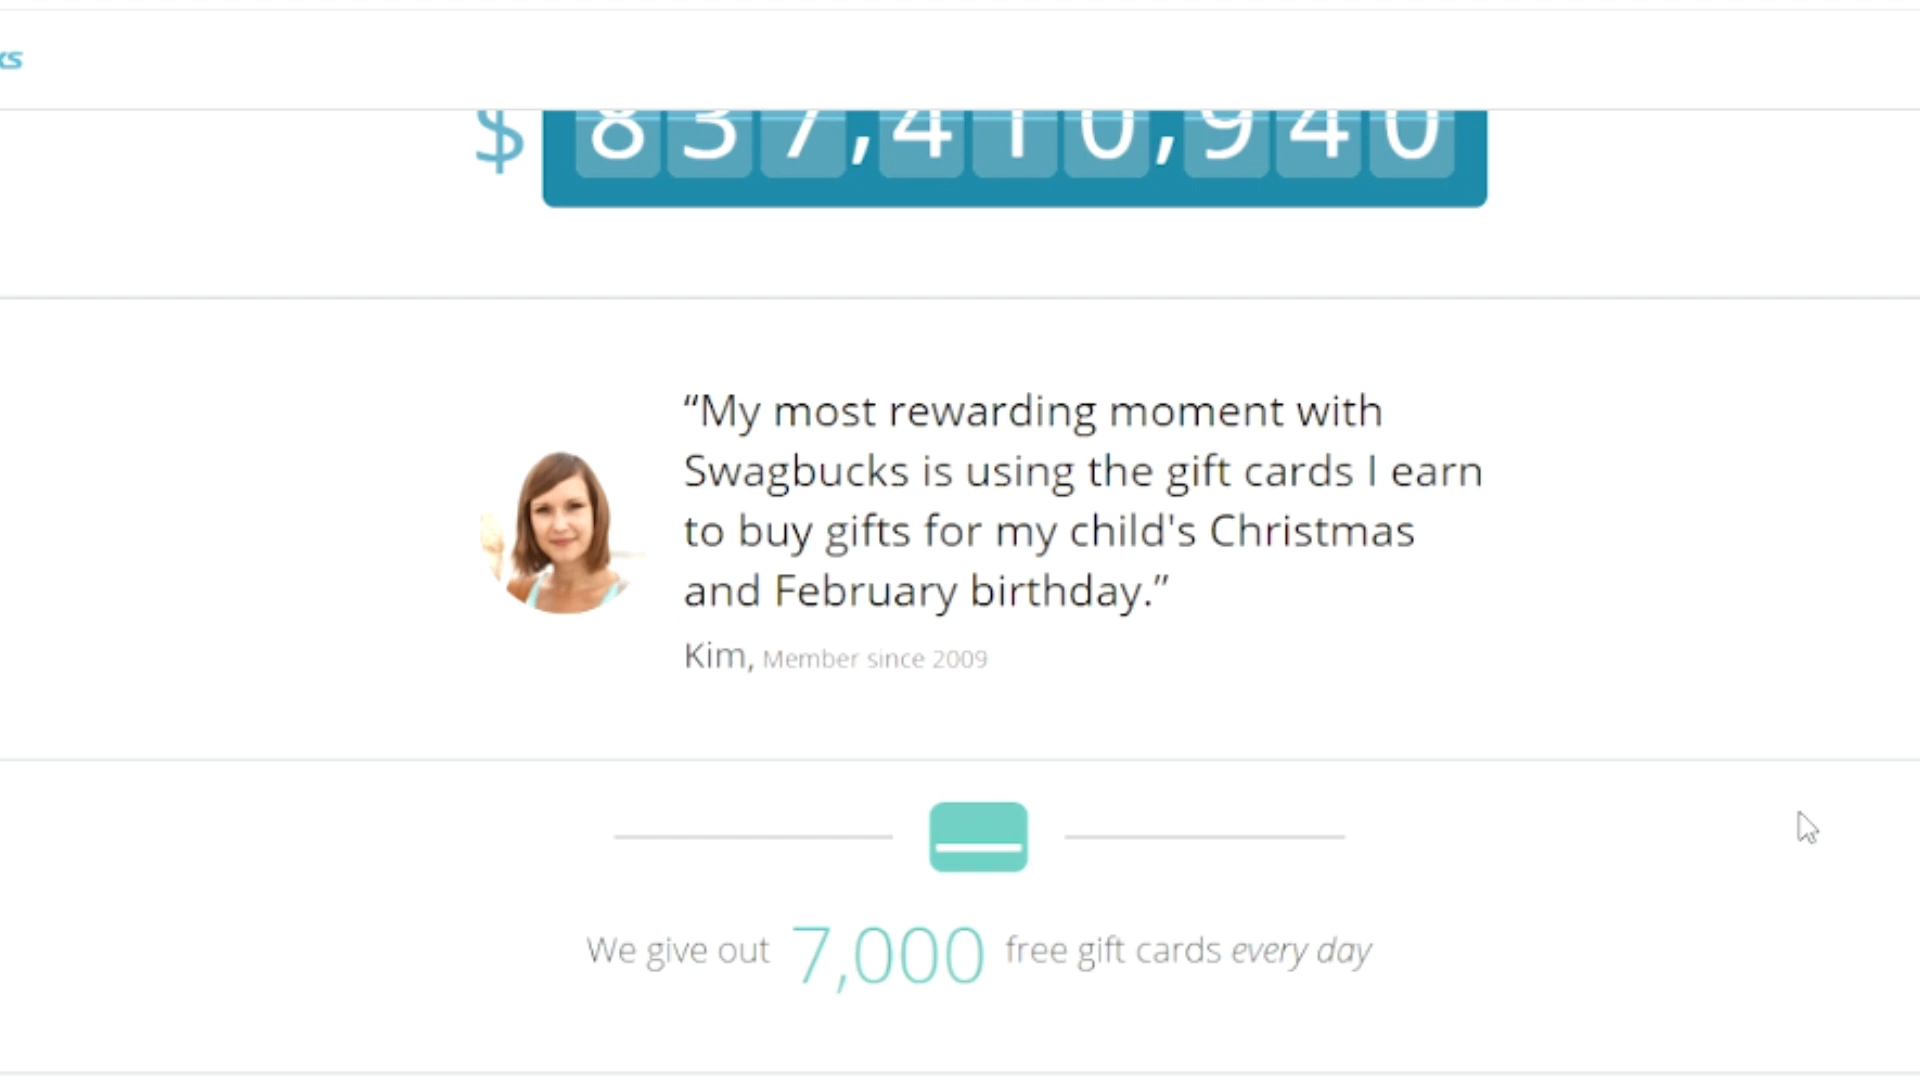 ks
$ 837,410,940
“My most rewarding moment with
Swagbucks is using the gift cards I earn
to buy gifts for my child's Christmas
and February birthday.”
Kim, Member since 2009
We give out 7,000 free gift cards every day